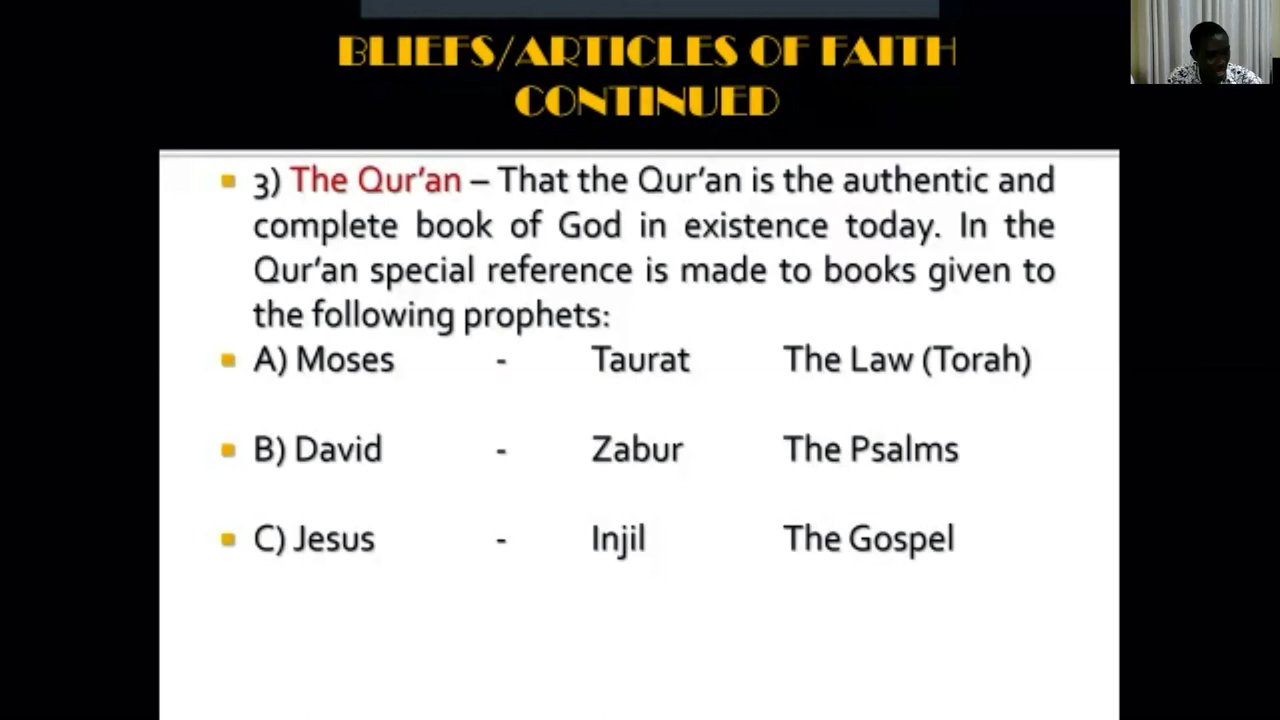 BLIEFS/ARTICLES OF FAITH
CONTINUED
3) The Qur’an – That the Qur’an is the authentic and
complete book of God in existence today. In the
Qur’an special reference is made to books given to
the following prophets:
A) Moses - Taurat The Law (Torah)
B) David - Zabur The Psalms
C) Jesus - Injil The Gospel